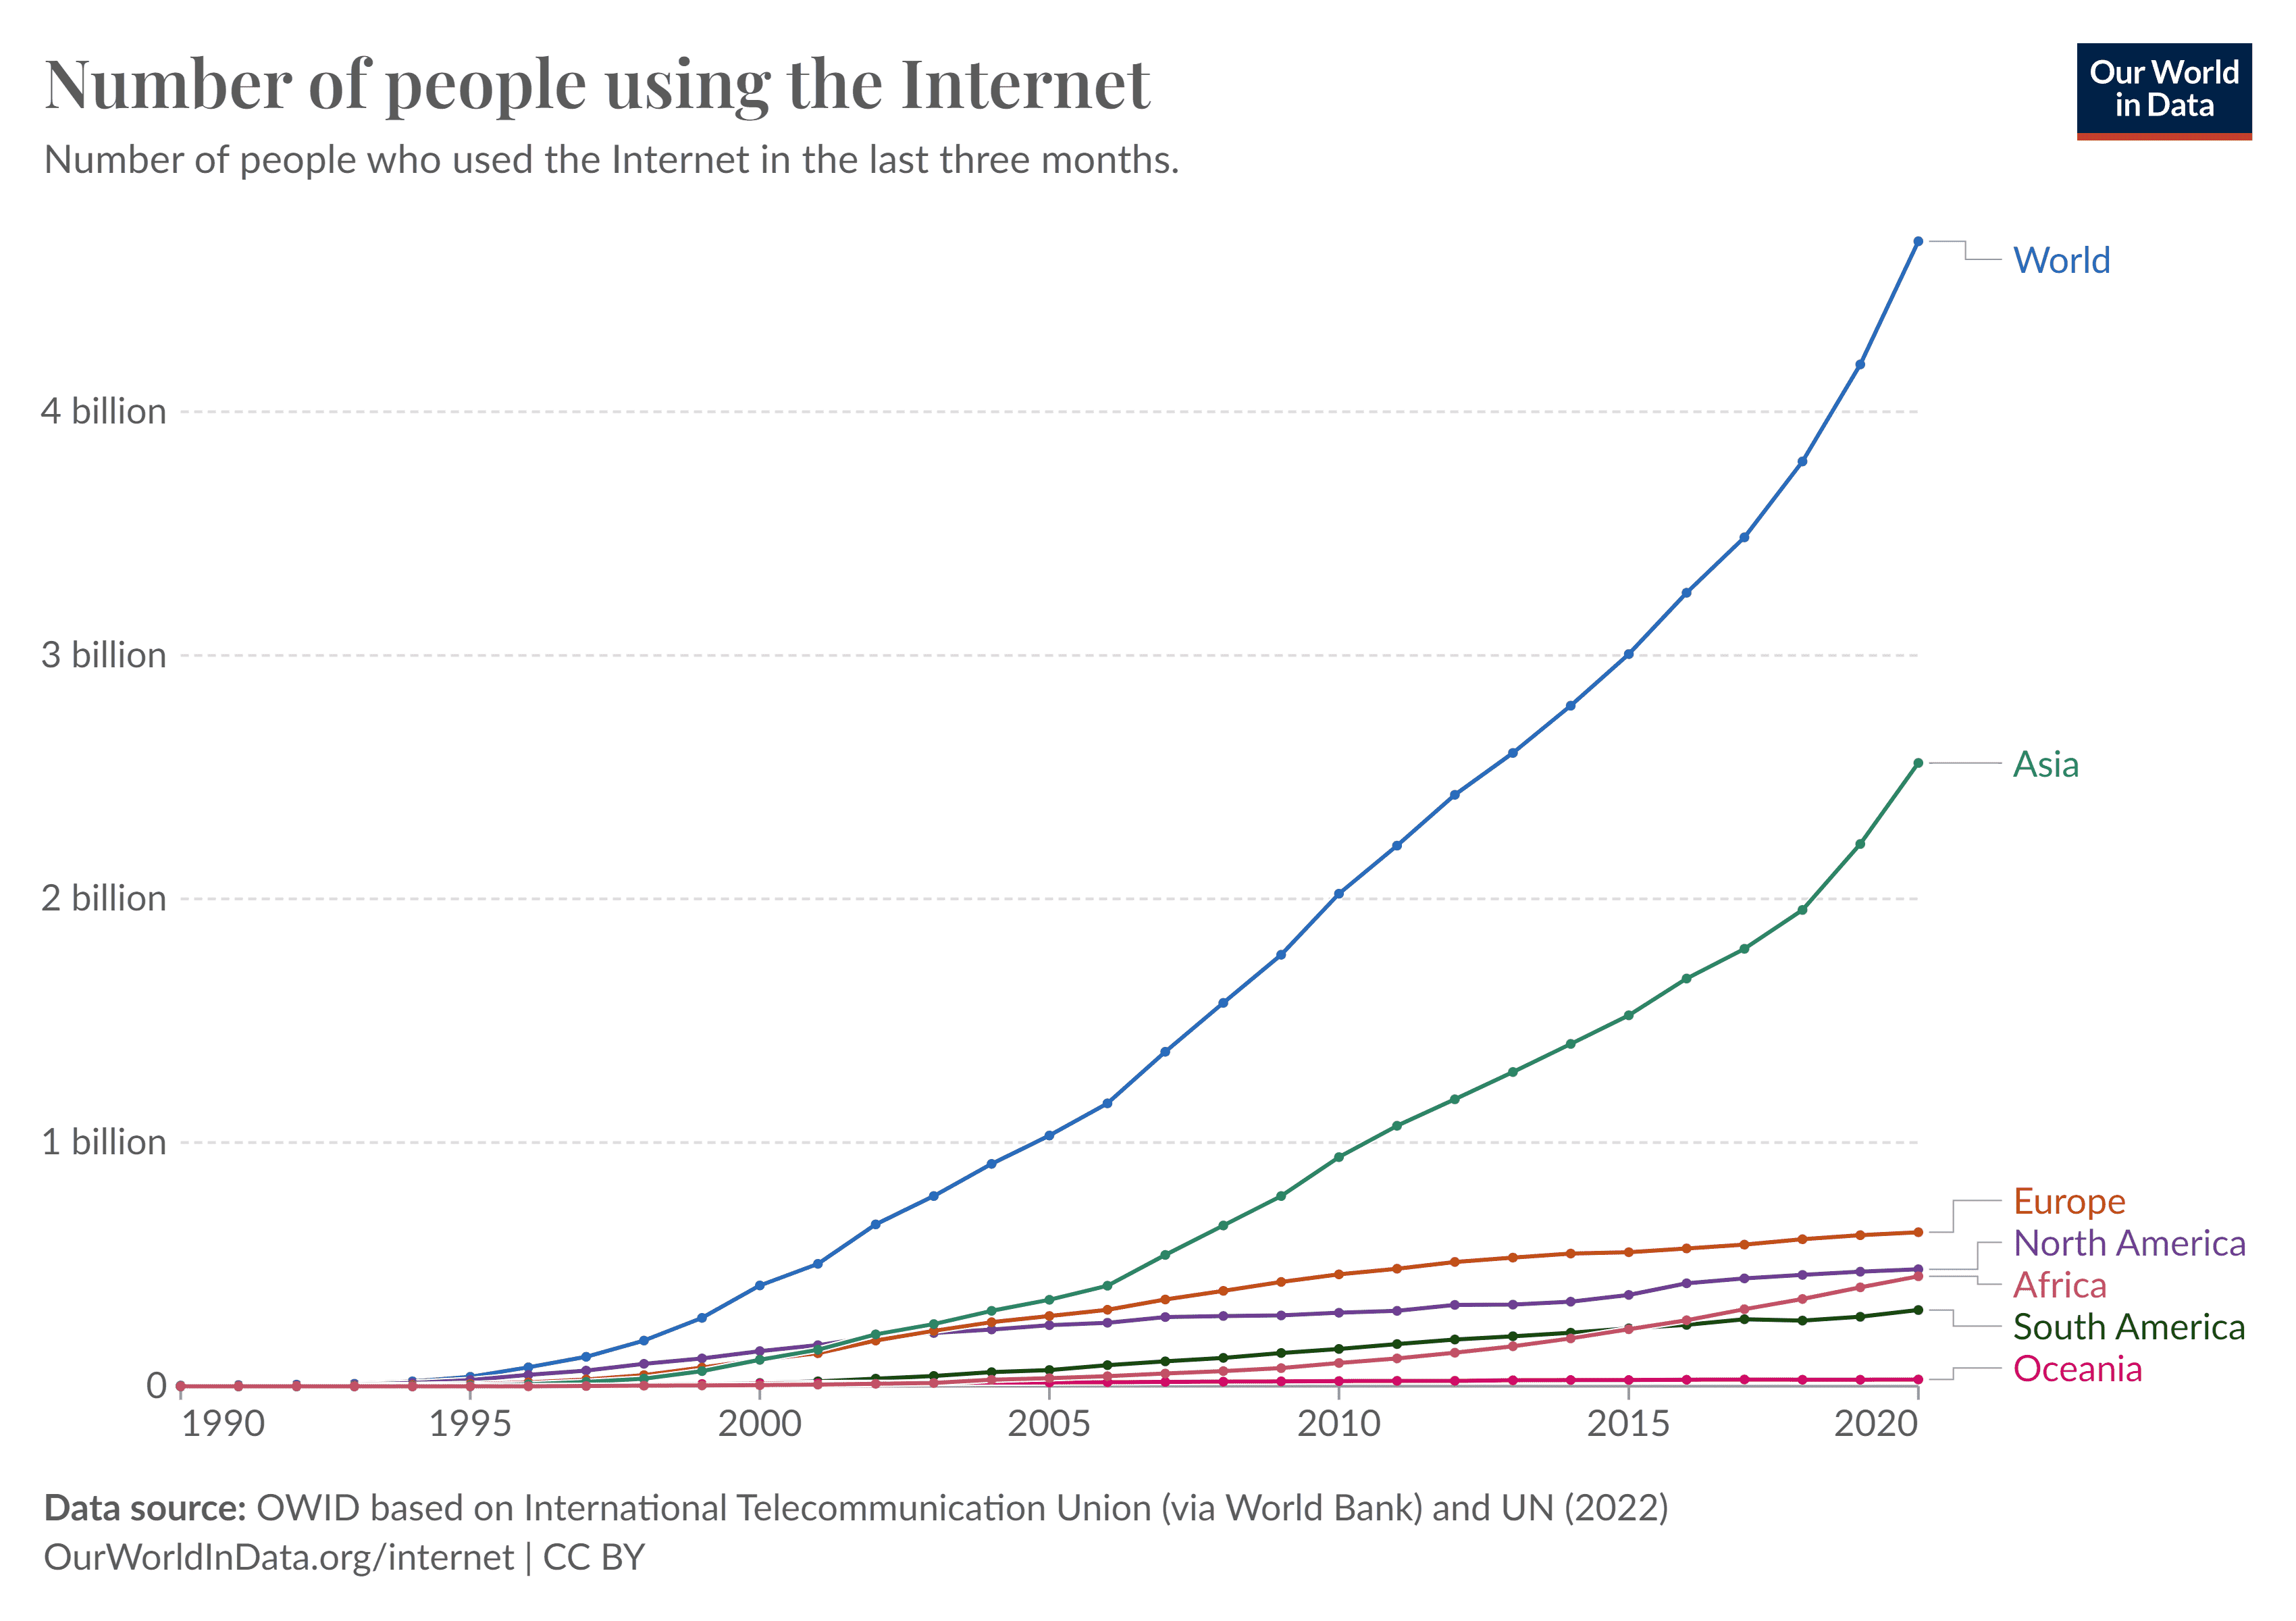 Number of people using the Internet
Our World
in Data
Number of people who used the Internet in the last three months.
World
4 billion
3 billion
Asia
2 billion
1 billion
Europe
North America
Africa
South America
Oceania
0
1990 1995 2000 2005 2010 2015 2020
Data source: OWID based on International Telecommunication Union (via World Bank) and UN (2022)
OurWorldInData.org/internet | CC BY